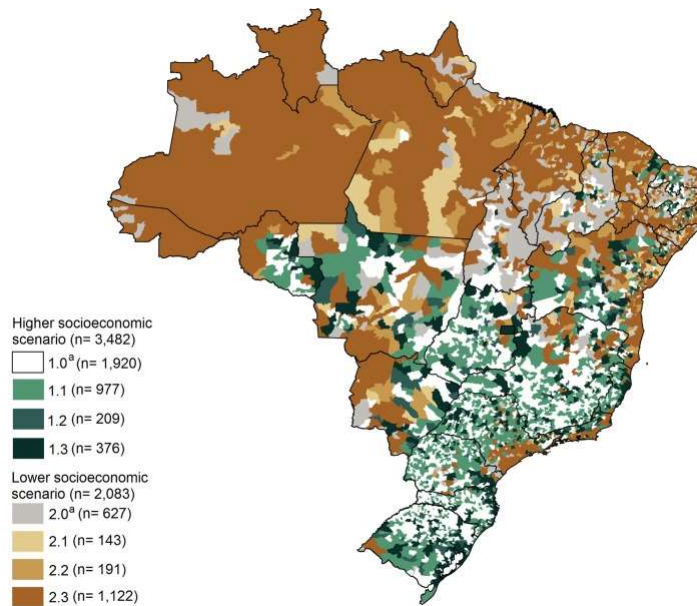 Higher socioeconomic
scenario (n= 3,482)
1.0ª (n= 1,920)
1.1 (n= 977)
1.2 (n= 209)
1.3 (n= 376)
Lower socioeconomic
scenario (n= 2,083)
2.0ª (n= 627)
2.1 (n= 143)
2.2 (n= 191)
2.3 (n= 1,122)